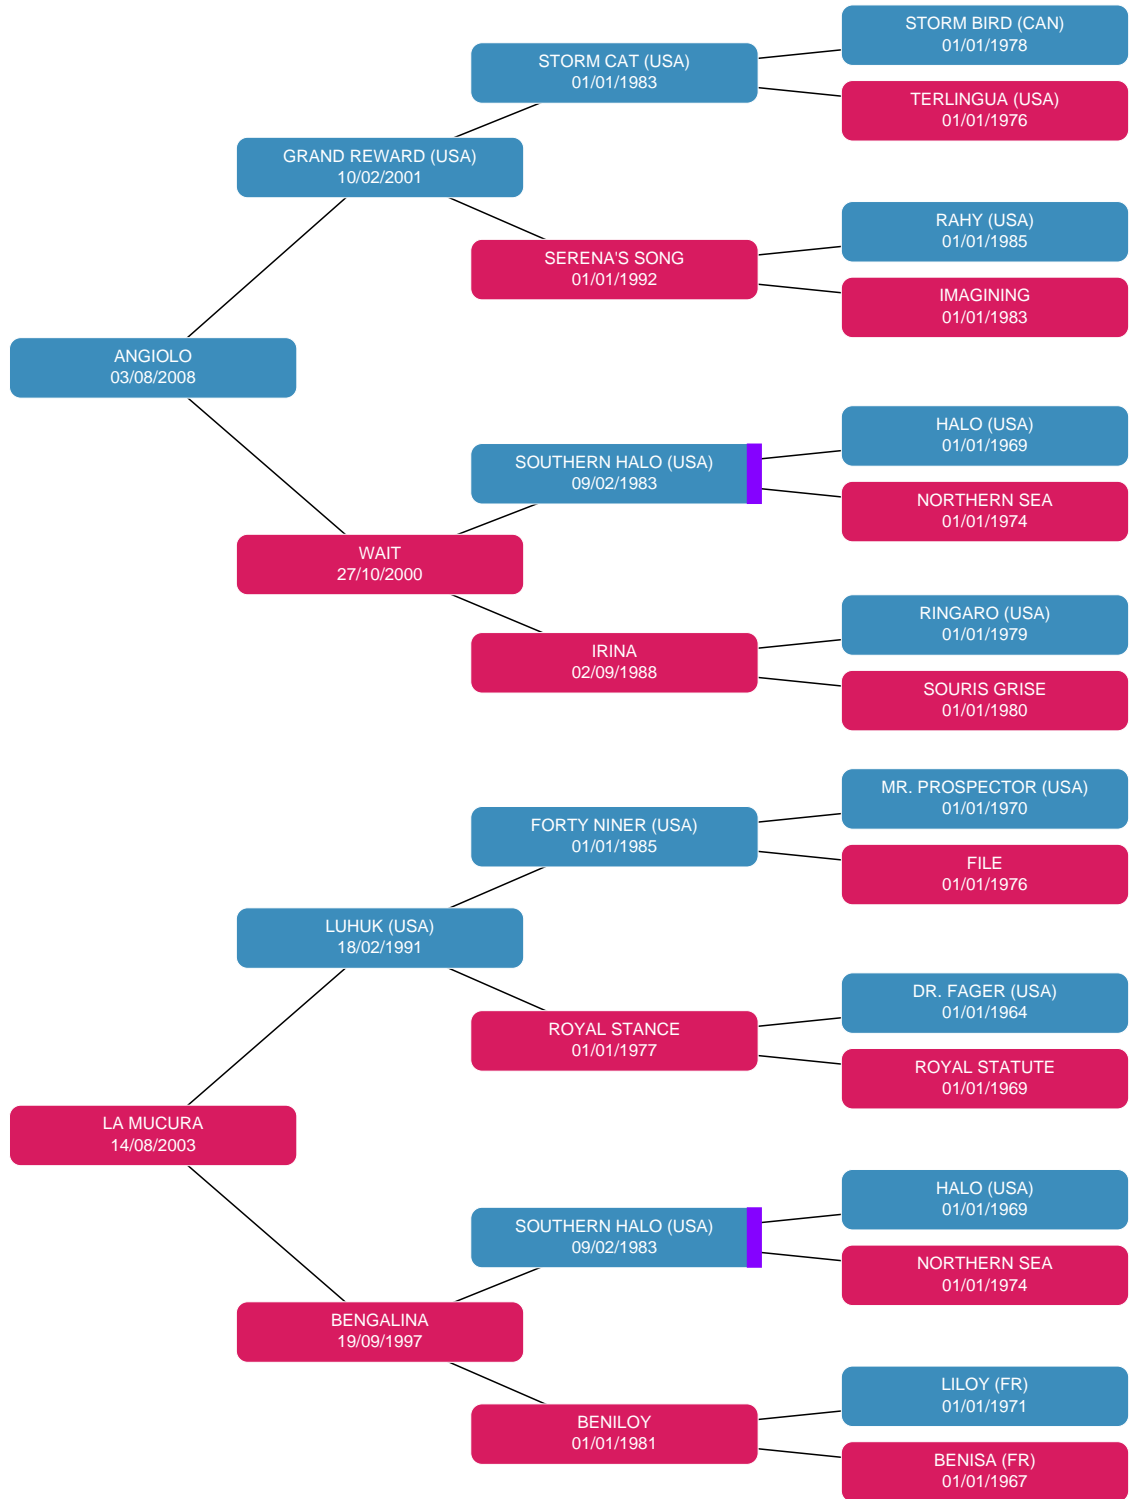 STORM BIRD (CAN)
01/01/1978
STORM CAT (USA)
01/01/1983
TERLINGUA (USA)
01/01/1976
GRAND REWARD (USA)
10/02/2001
RAHY (USA)
01/01/1985
SERENA'S SONG
01/01/1992
IMAGINING
01/01/1983
ANGIOLO
03/08/2008
HALO (USA)
01/01/1969
SOUTHERN HALO (USA)
09/02/1983
NORTHERN SEA
01/01/1974
WAIT
27/10/2000
RINGARO (USA)
01/01/1979
IRINA
02/09/1988
SOURIS GRISE
01/01/1980
MR. PROSPECTOR (USA)
01/01/1970
FORTY NINER (USA)
01/01/1985
FILE
01/01/1976
LUHUK (USA)
18/02/1991
DR. FAGER (USA)
01/01/1964
ROYAL STANCE
01/01/1977
ROYAL STATUTE
01/01/1969
LA MUCURA
14/08/2003
HALO (USA)
01/01/1969
SOUTHERN HALO (USA)
09/02/1983
NORTHERN SEA
01/01/1974
BENGALINA
19/09/1997
LILOY (FR)
01/01/1971
BENILOY
01/01/1981
BENISA (FR)
01/01/1967